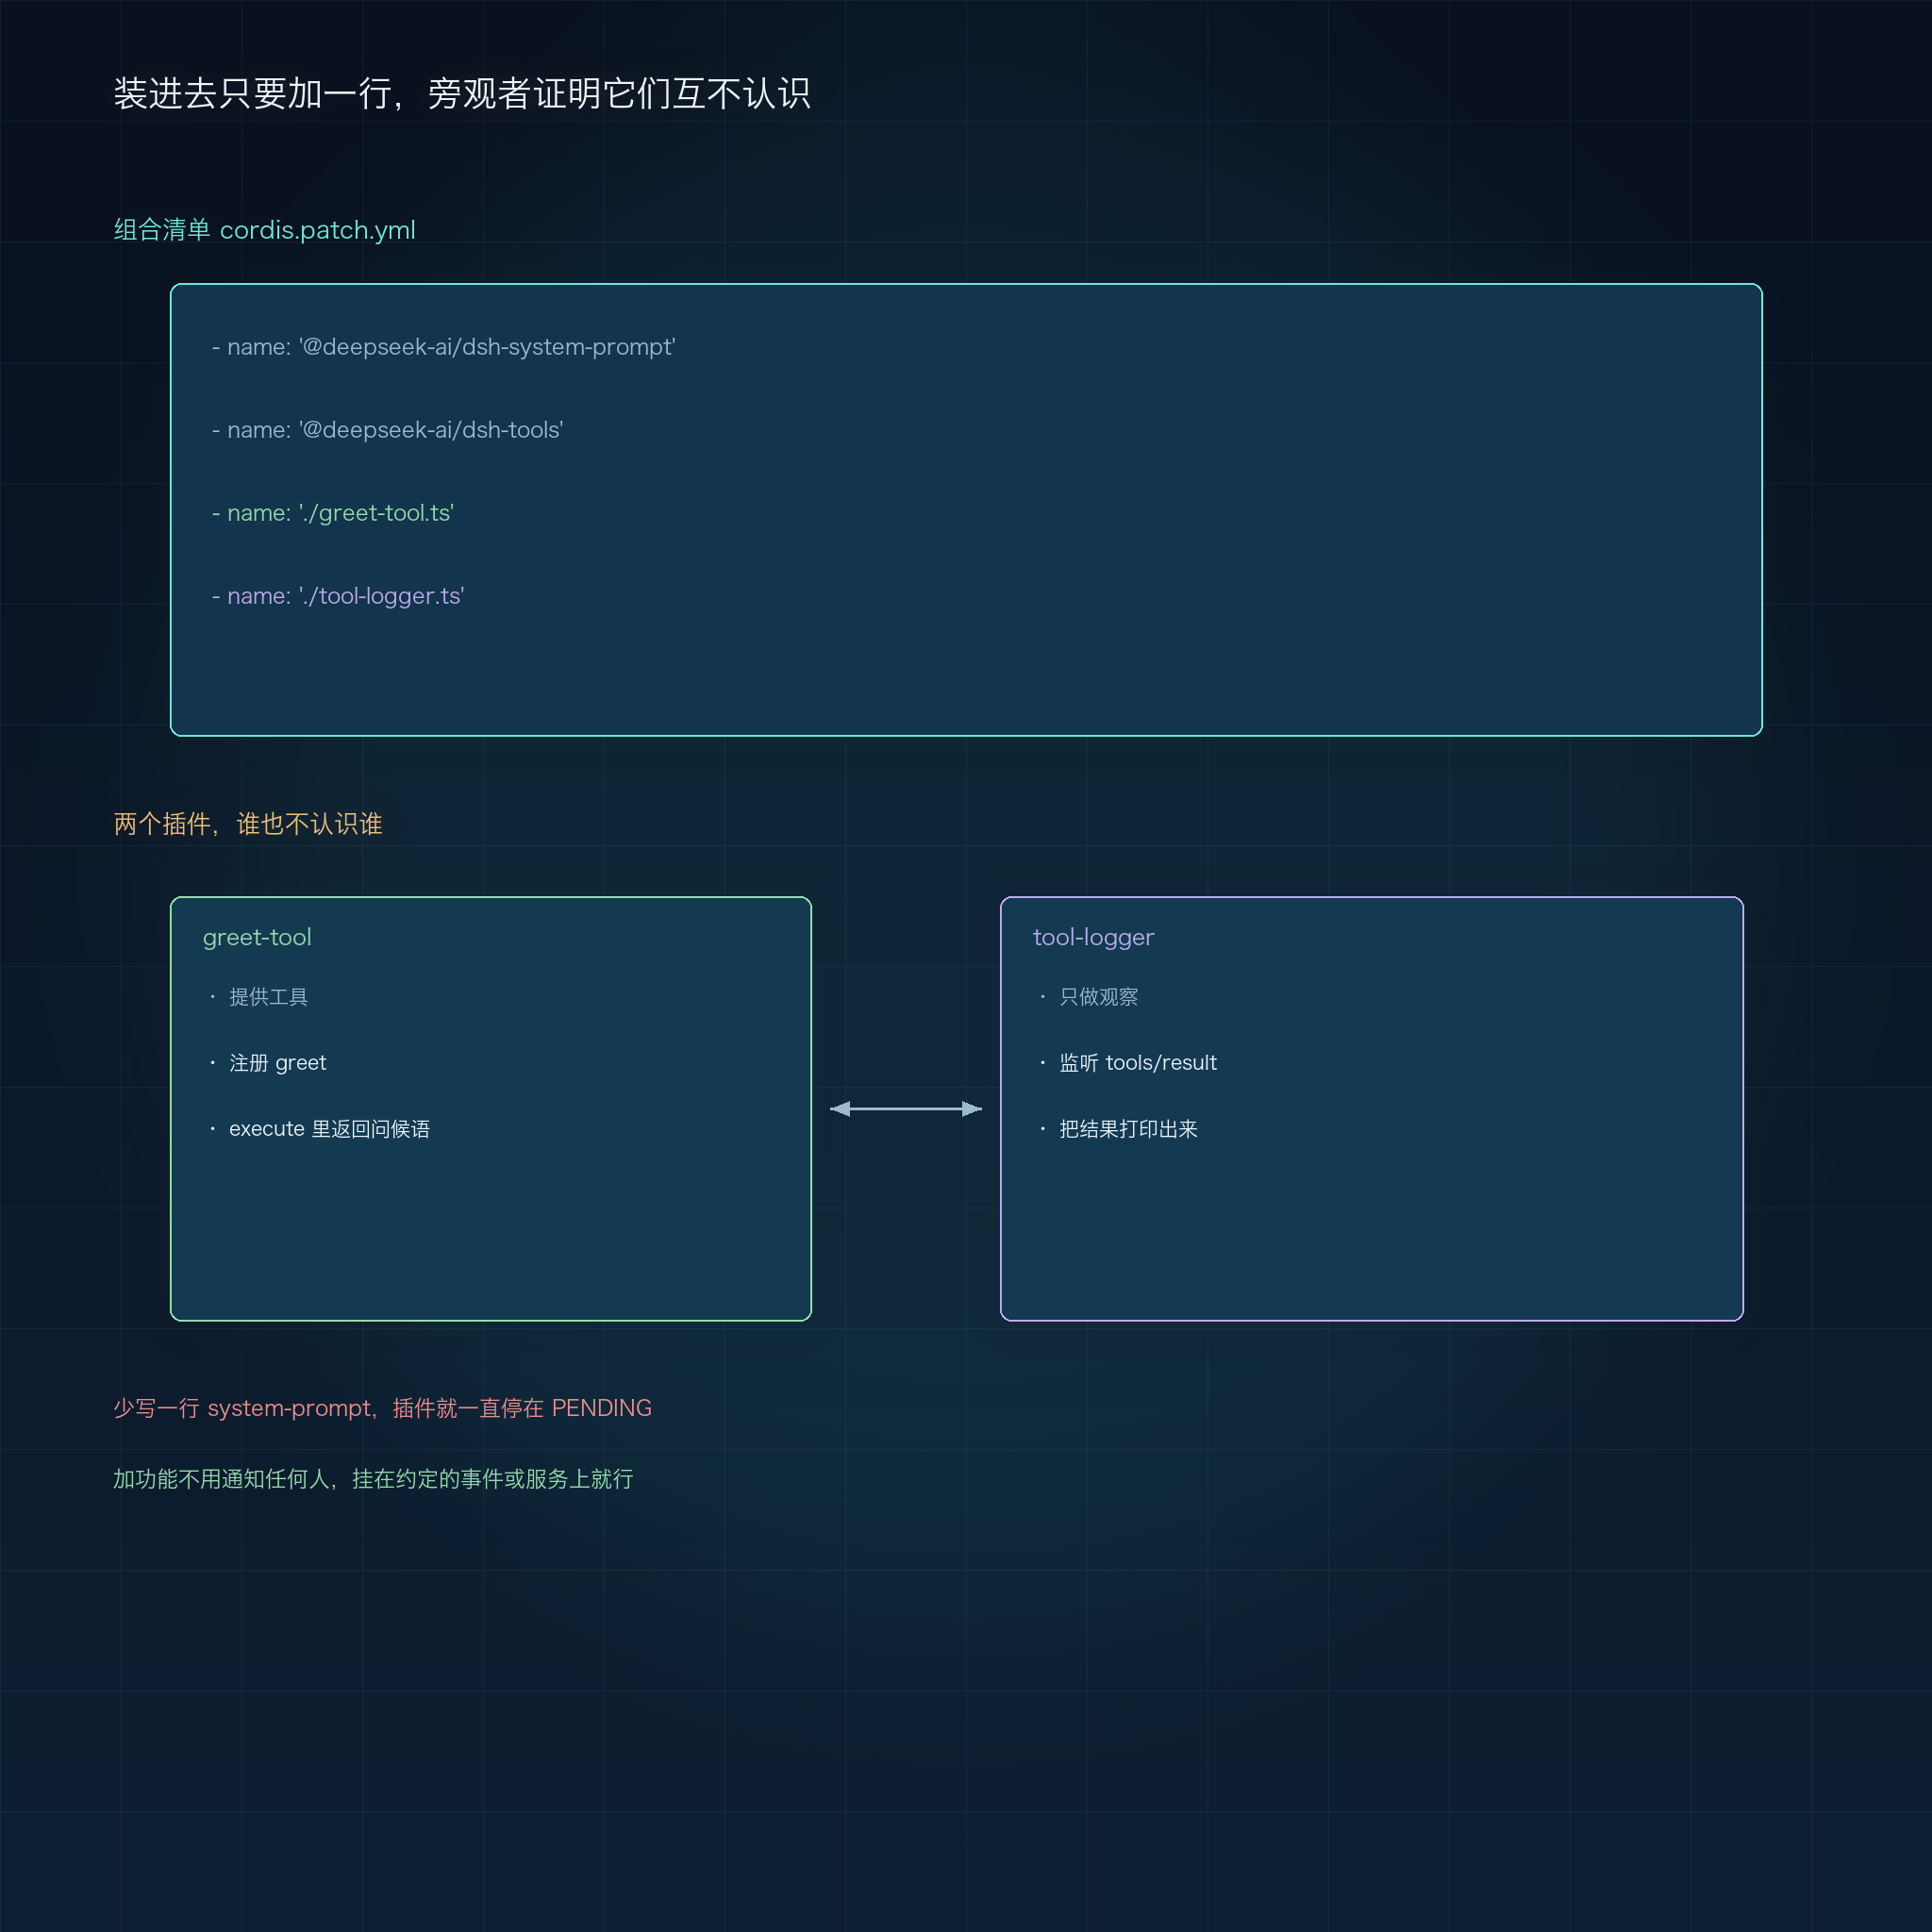 装进去只要加一行，旁观者证明它们互不认识
组合清单 cordis.patch.yml
- name: '@deepseek-ai/dsh-system-prompt'
- name: '@deepseek-ai/dsh-tools'
- name: './greet-tool.ts'
- name: './tool-logger.ts'
两个插件，谁也不认识谁
greet-tool
· 提供工具
· 注册 greet
· execute 里返回问候语
tool-logger
· 只做观察
· 监听 tools/result
· 把结果打印出来
少写一行 system-prompt，插件就一直停在 PENDING
加功能不用通知任何人，挂在约定的事件或服务上就行